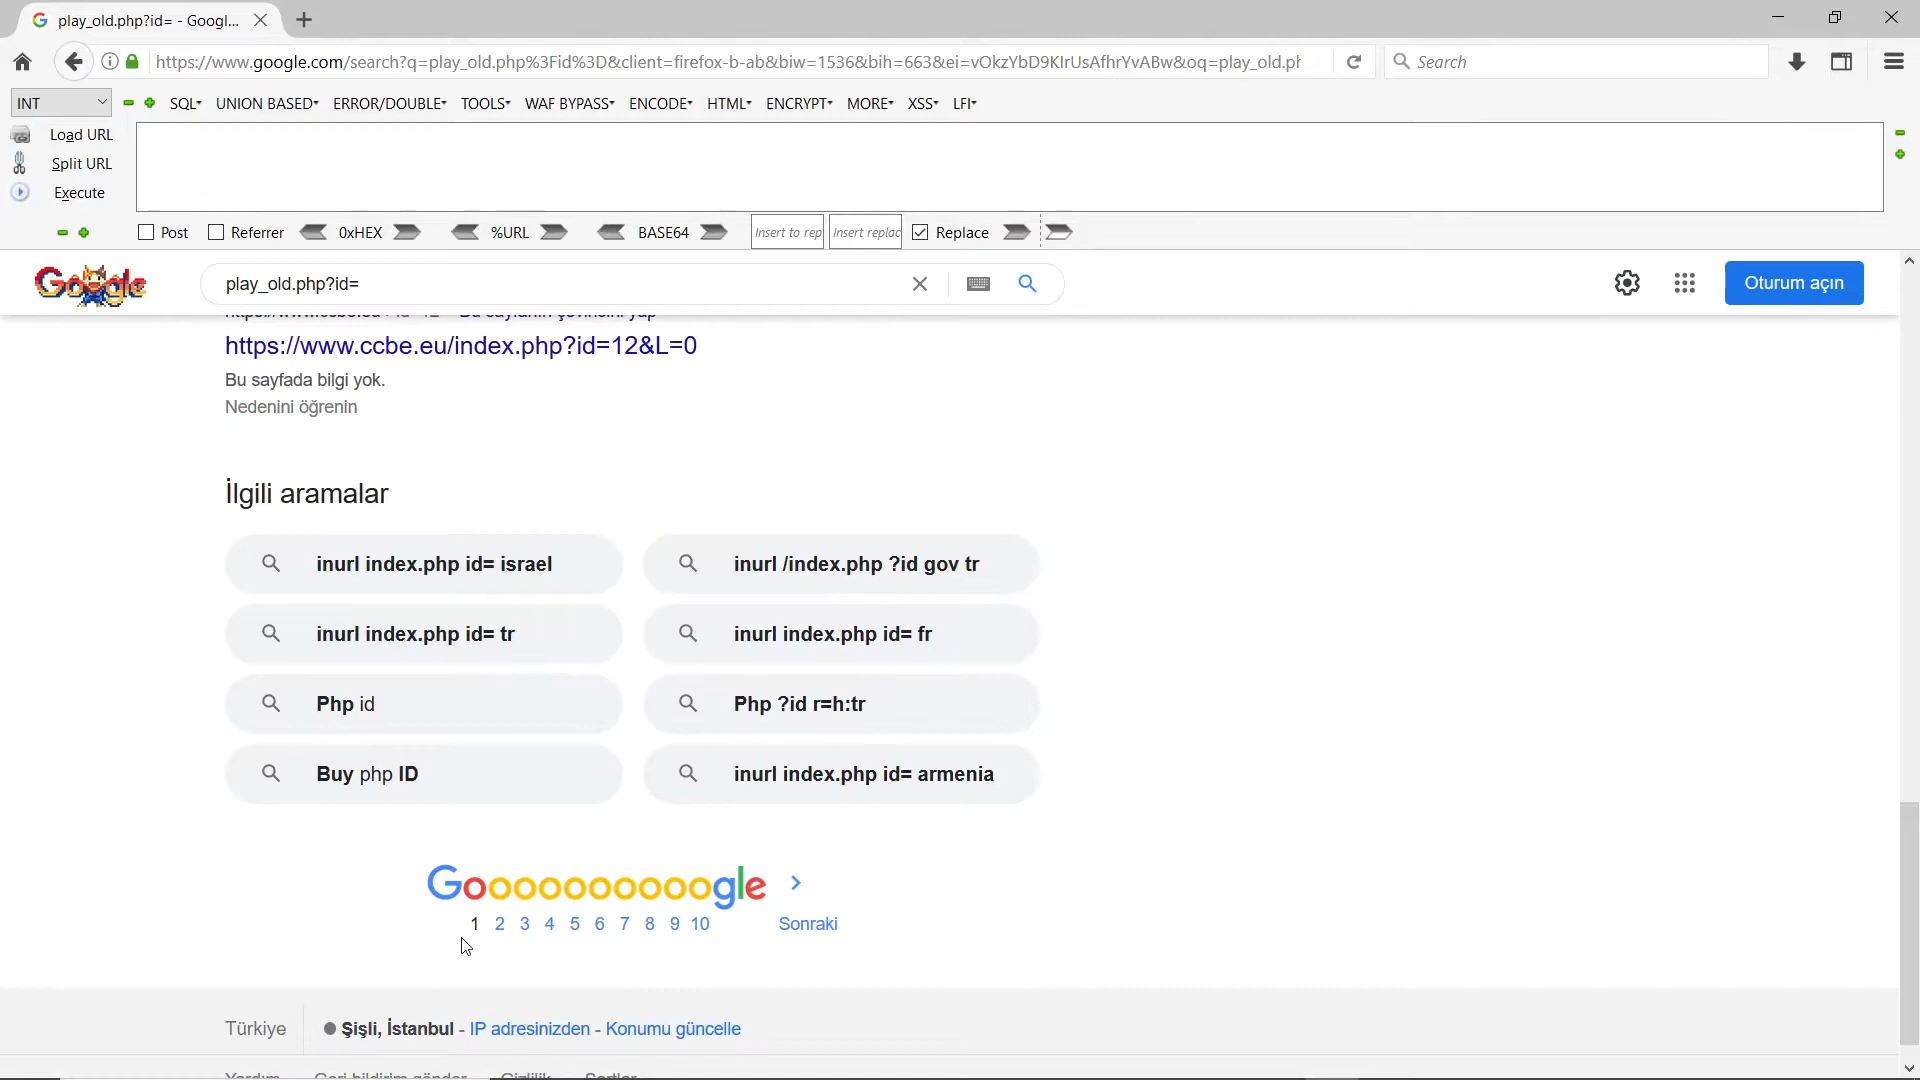 play_old.php?id= - Googl...
https://www.google.com/search?q=play_old.php%3Fid%3D&client=firefox-b-ab&biw=1536&bih=663&ei=vOkzYbD9KIrUsAfhrYvABw&oq=play_old.ph
Search
INT SQL UNION BASED ERROR/DOUBLE TOOLS WAF BYPASS ENCODE HTML ENCRYPT MORE XSS LFI
Load URL
Split URL
Execute
Post Referrer 0xHEX %URL BASE64 Insert to rep Insert replac Replace
Google
play_old.php?id=
Oturum açın
https://www.ccbe.eu/index.php?id=12&L=0
Bu sayfada bilgi yok.
Nedenini öğrenin
İlgili aramalar
inurl index.php id= israel
inurl /index.php ?id gov tr
inurl index.php id= tr
inurl index.php id= fr
Php id
Php ?id r=h:tr
Buy php ID
inurl index.php id= armenia
Goooooooooogle
1 2 3 4 5 6 7 8 9 10 Sonraki
Türkiye
Şişli, İstanbul - IP adresinizden - Konumu güncelle